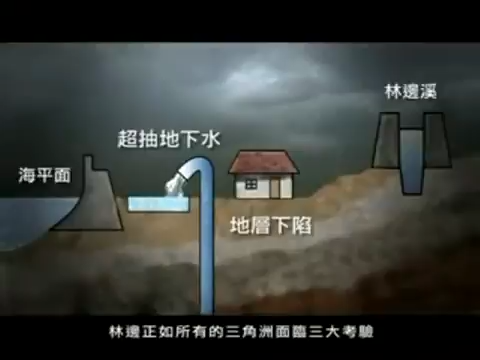 林邊溪
超抽地下水
海平面
地層下陷
林邊正如所有的三角洲面臨三大考驗